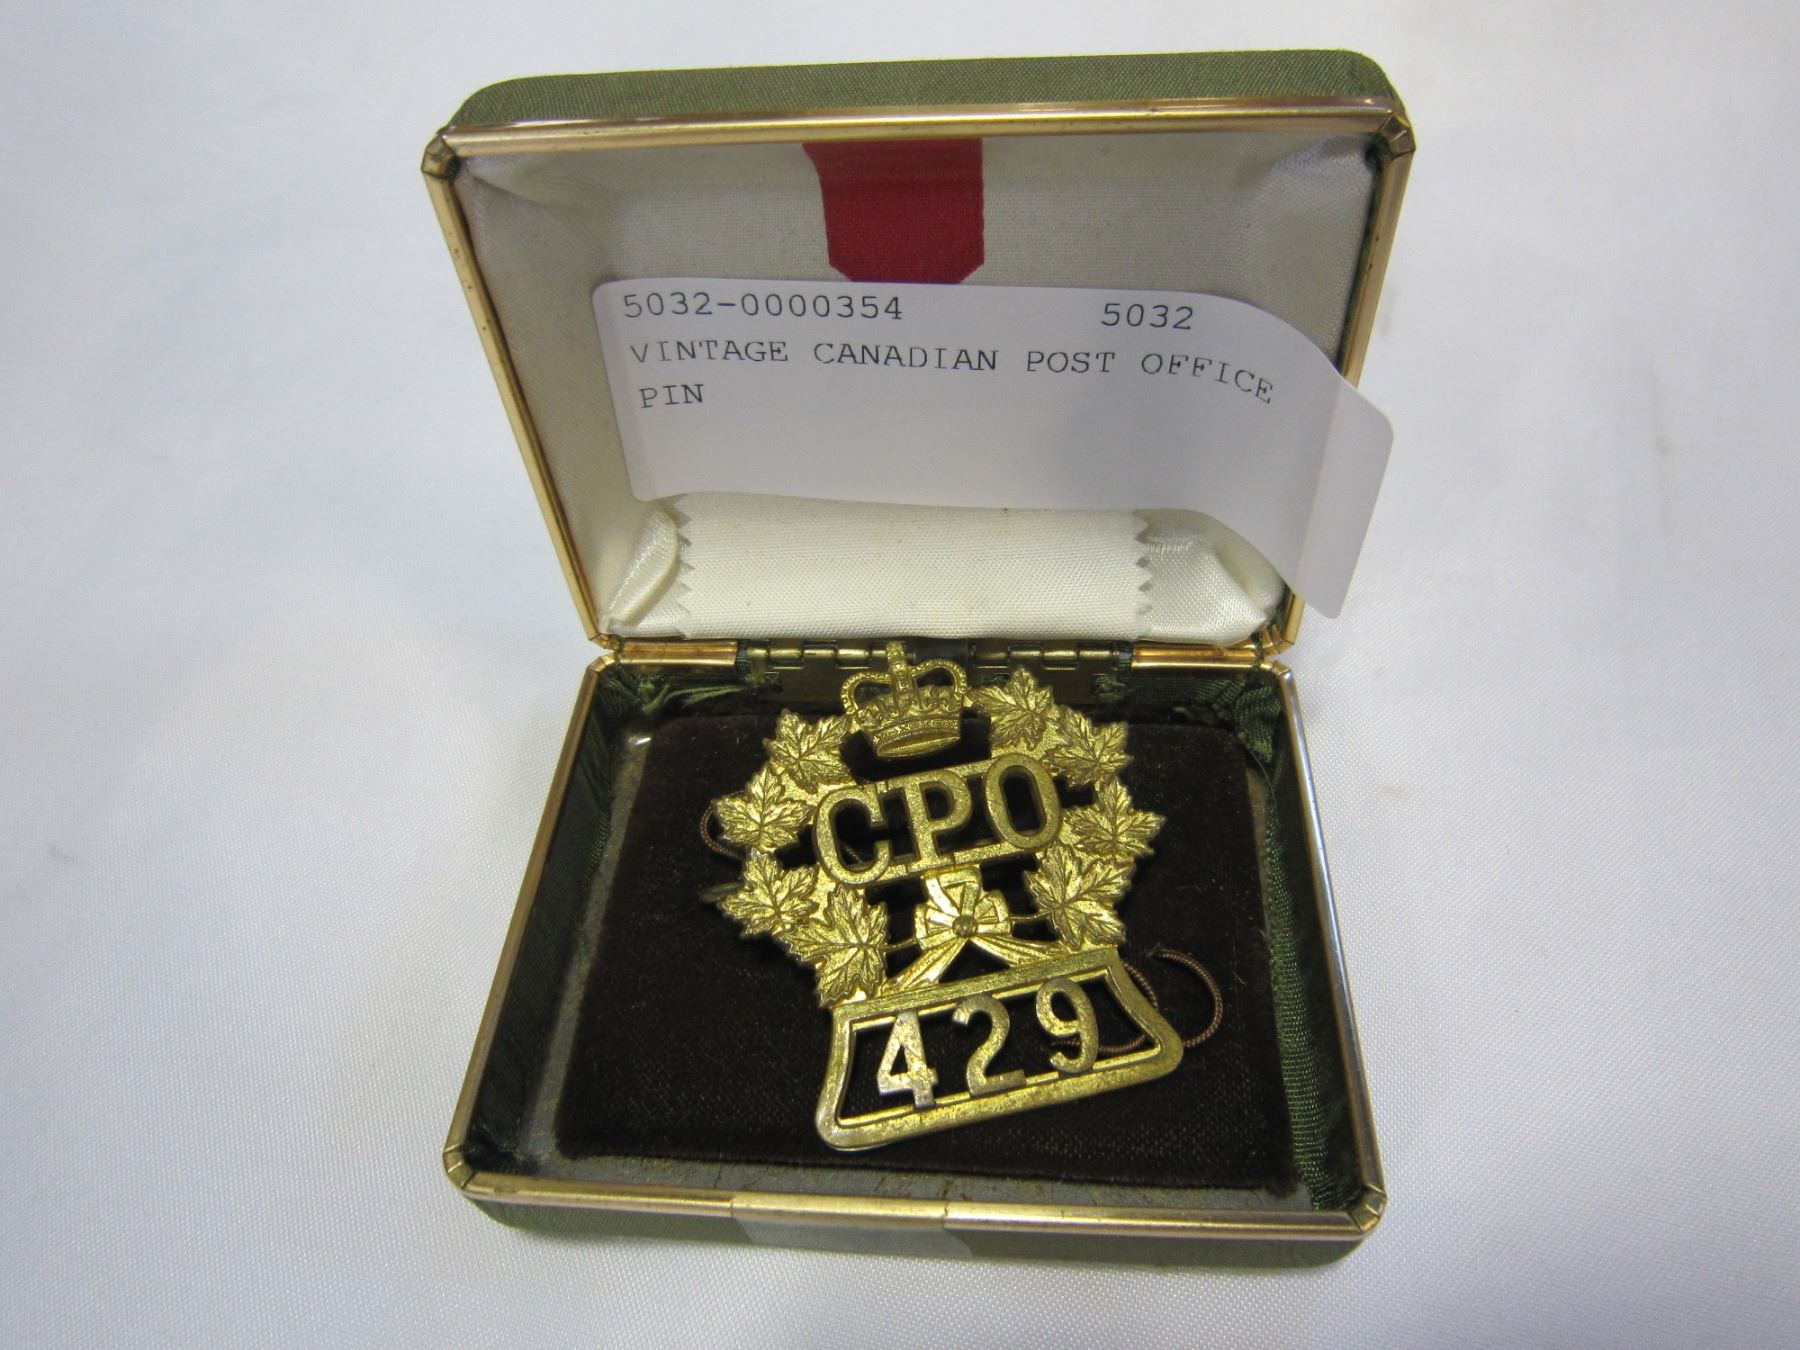 5032-0000354 5032
VINTAGE CANADIAN POST OFFICE
PIN
CPO
429